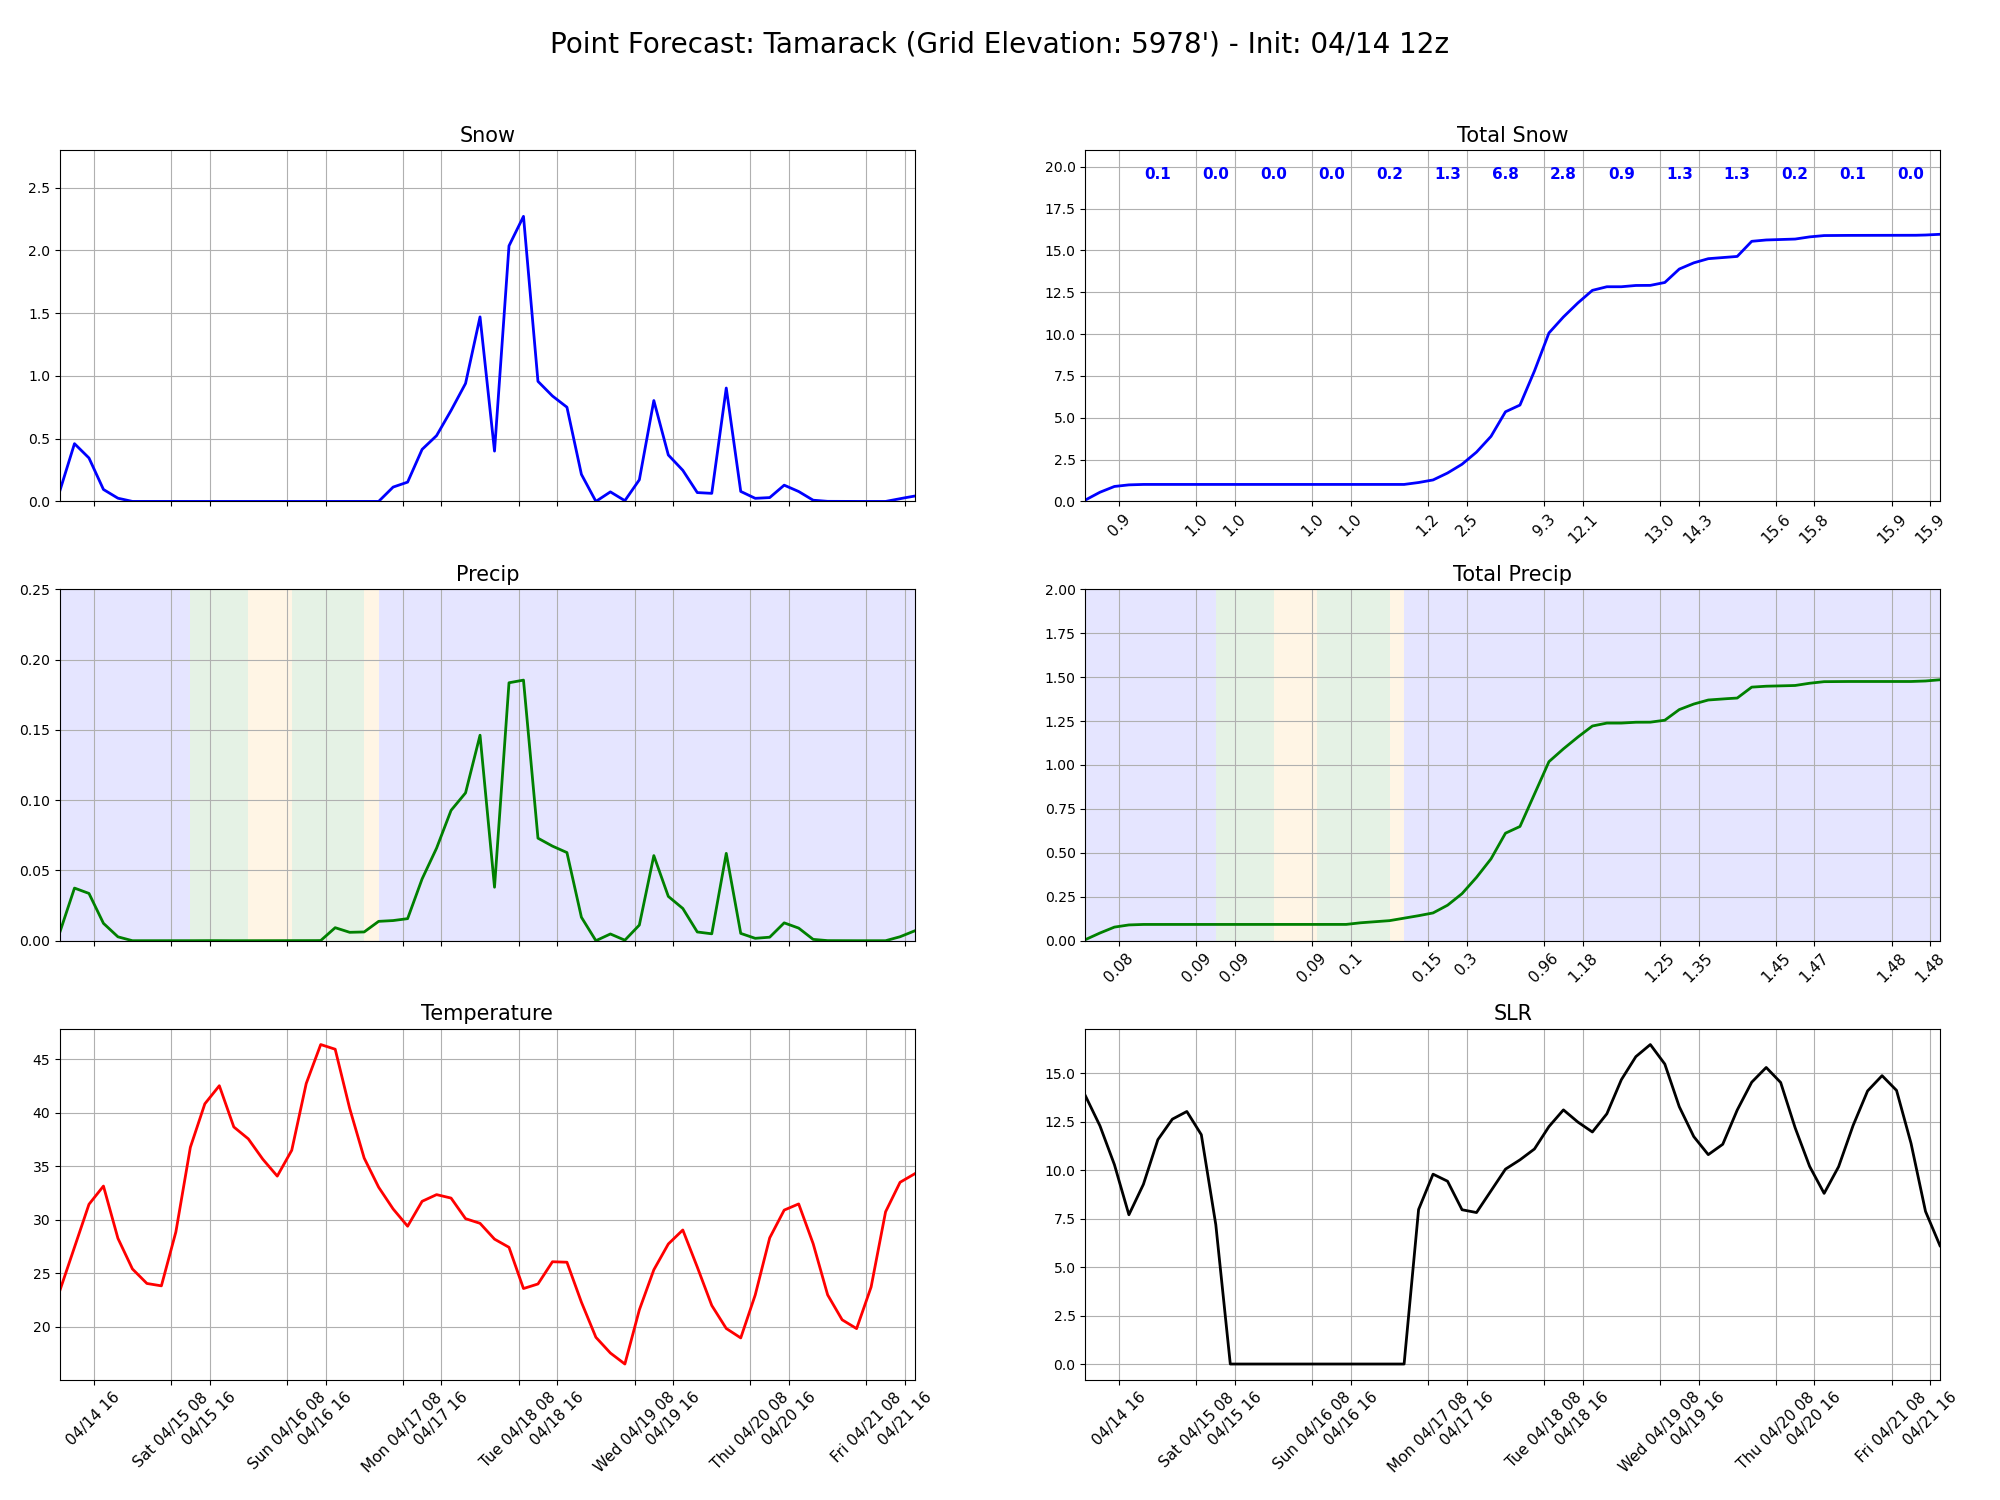 Point Forecast: Tamarack (Grid Elevation: 5978') - Init: 04/14 12z
Snow
2.5
2.0
1.5
1.0
0.5
0.0
Total Snow
20.0
17.5
15.0
12.5
10.0
7.5
5.0
2.5
0.0
0.1 0.0 0.0 0.0 0.2 1.3 6.8 2.8 0.9 1.3 1.3 0.2 0.1 0.0
0.9 1.0 1.0 1.0 1.0 1.2 2.5 9.3 12.1 13.0 14.3 15.6 15.8 15.9 15.9
Precip
0.25
0.20
0.15
0.10
0.05
0.00
Total Precip
2.00
1.75
1.50
1.25
1.00
0.75
0.50
0.25
0.00
0.08 0.09 0.09 0.09 0.1 0.15 0.3 0.96 1.18 1.25 1.35 1.45 1.47 1.48 1.48
Temperature
45
40
35
30
25
20
04/14 16
Sat 04/15 08
04/15 16
Sun 04/16 08
04/16 16
Mon 04/17 08
04/17 16
Tue 04/18 08
04/18 16
Wed 04/19 08
04/19 16
Thu 04/20 08
04/20 16
Fri 04/21 08
04/21 16
SLR
15.0
12.5
10.0
7.5
5.0
2.5
0.0
04/14 16
Sat 04/15 08
04/15 16
Sun 04/16 08
04/16 16
Mon 04/17 08
04/17 16
Tue 04/18 08
04/18 16
Wed 04/19 08
04/19 16
Thu 04/20 08
04/20 16
Fri 04/21 08
04/21 16